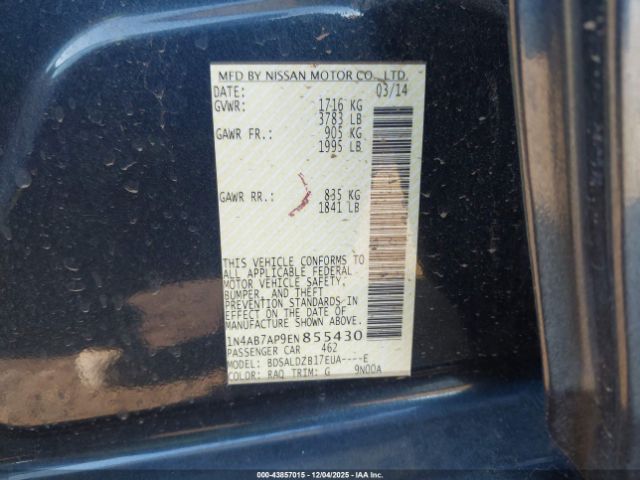 MFD BY NISSAN MOTOR CO., LTD.
DATE: 03/14
GVWR: 1716 KG
3783 LB
GAWR FR.: 905 KG
1995 LB
GAWR RR.: 835 KG
1841 LB
THIS VEHICLE CONFORMS TO
ALL APPLICABLE FEDERAL
MOTOR VEHICLE SAFETY,
BUMPER, AND THEFT
PREVENTION STANDARDS IN
EFFECT ON THE DATE OF
MANUFACTURE SHOWN ABOVE.
1N4AB7AP9EN855430
PASSENGER CAR 462
MODEL: BDSALDZB17EUA----E
COLOR: RAQ TRIM: G 9N00A
000-43857015 - 12/04/2025 - IAA Inc.